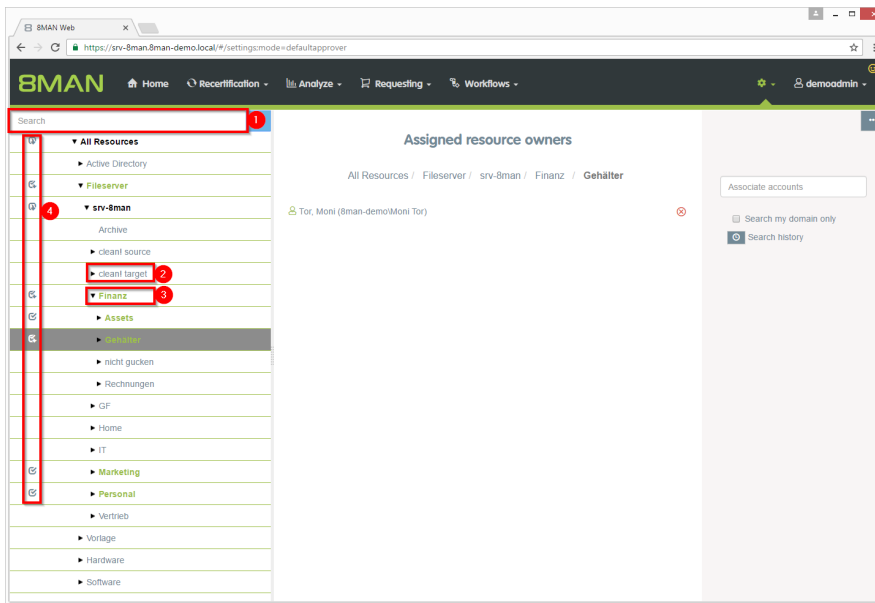 8MAN Web
https://srv-8man.8man-demo.local/#/settings:mode=defaultapprover
8MAN Home Recertification Analyze Requesting Workflows demoadmin
Search 1
All Resources
Active Directory
Fileserver
4 srv-8man
Archive
clean! source
clean! target 2
Finanz 3
Assets
Gehälter
nicht gucken
Rechnungen
GF
Home
IT
Marketing
Personal
Vertrieb
Vorlage
Hardware
Software
Assigned resource owners
All Resources / Fileserver / srv-8man / Finanz / Gehälter
Tor, Moni (8man-demo\Moni Tor)
Associate accounts
Search my domain only
Search history